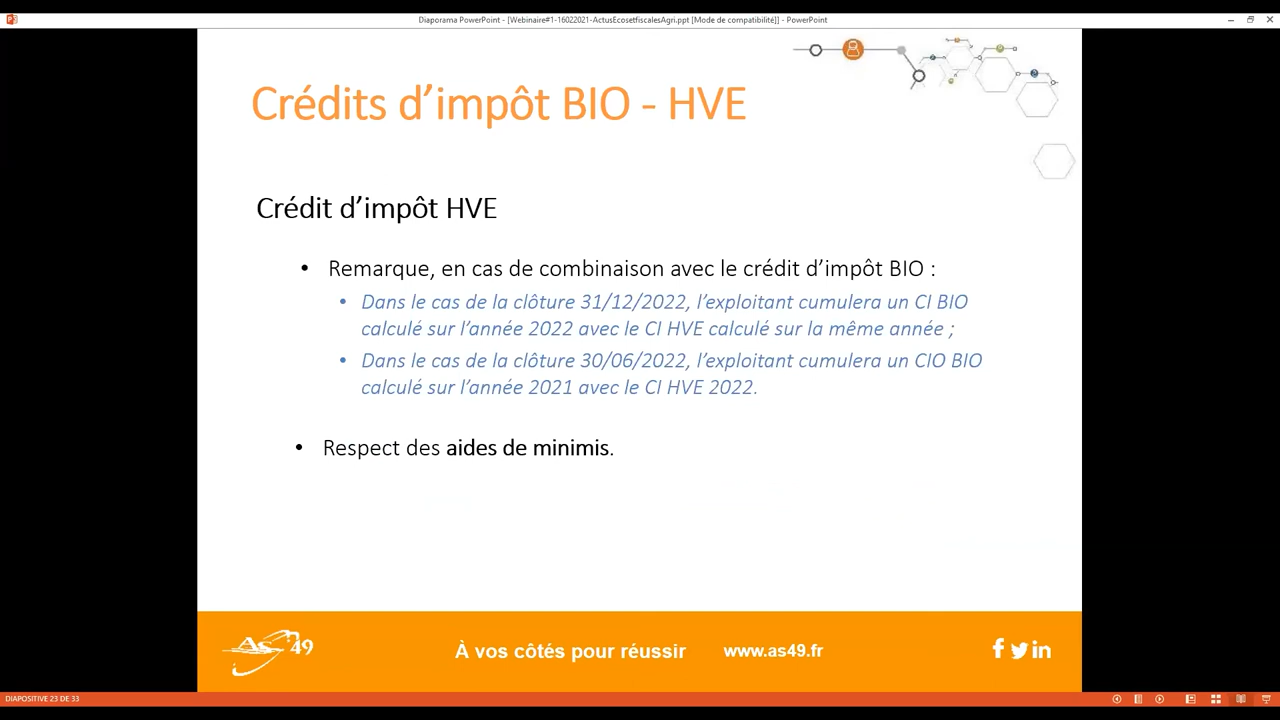 Diaporama PowerPoint - [Webinaire#1-16022021-ActusEcosetfiscalesAgri.ppt [Mode de compatibilité]] - PowerPoint
Crédits d’impôt BIO - HVE
Crédit d’impôt HVE
• Remarque, en cas de combinaison avec le crédit d’impôt BIO :
• Dans le cas de la clôture 31/12/2022, l’exploitant cumulera un CI BIO
calculé sur l’année 2022 avec le CI HVE calculé sur la même année ;
• Dans le cas de la clôture 30/06/2022, l’exploitant cumulera un CIO BIO
calculé sur l’année 2021 avec le CI HVE 2022.
• Respect des aides de minimis.
As 49
À vos côtés pour réussir
www.as49.fr
DIAPOSITIVE 23 DE 33